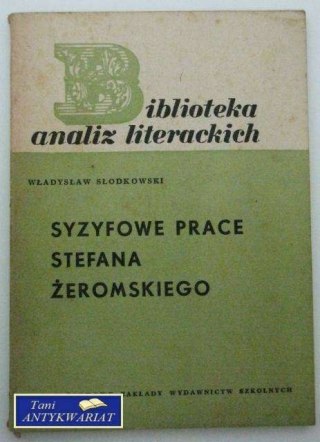 Biblioteka
analiz literackich
WŁADYSŁAW SŁODKOWSKI
SYZYFOWE PRACE
STEFANA
ŻEROMSKIEGO
ZAKŁADY WYDAWNICTW SZKOLNYCH
Tani
ANTYKWARIAT